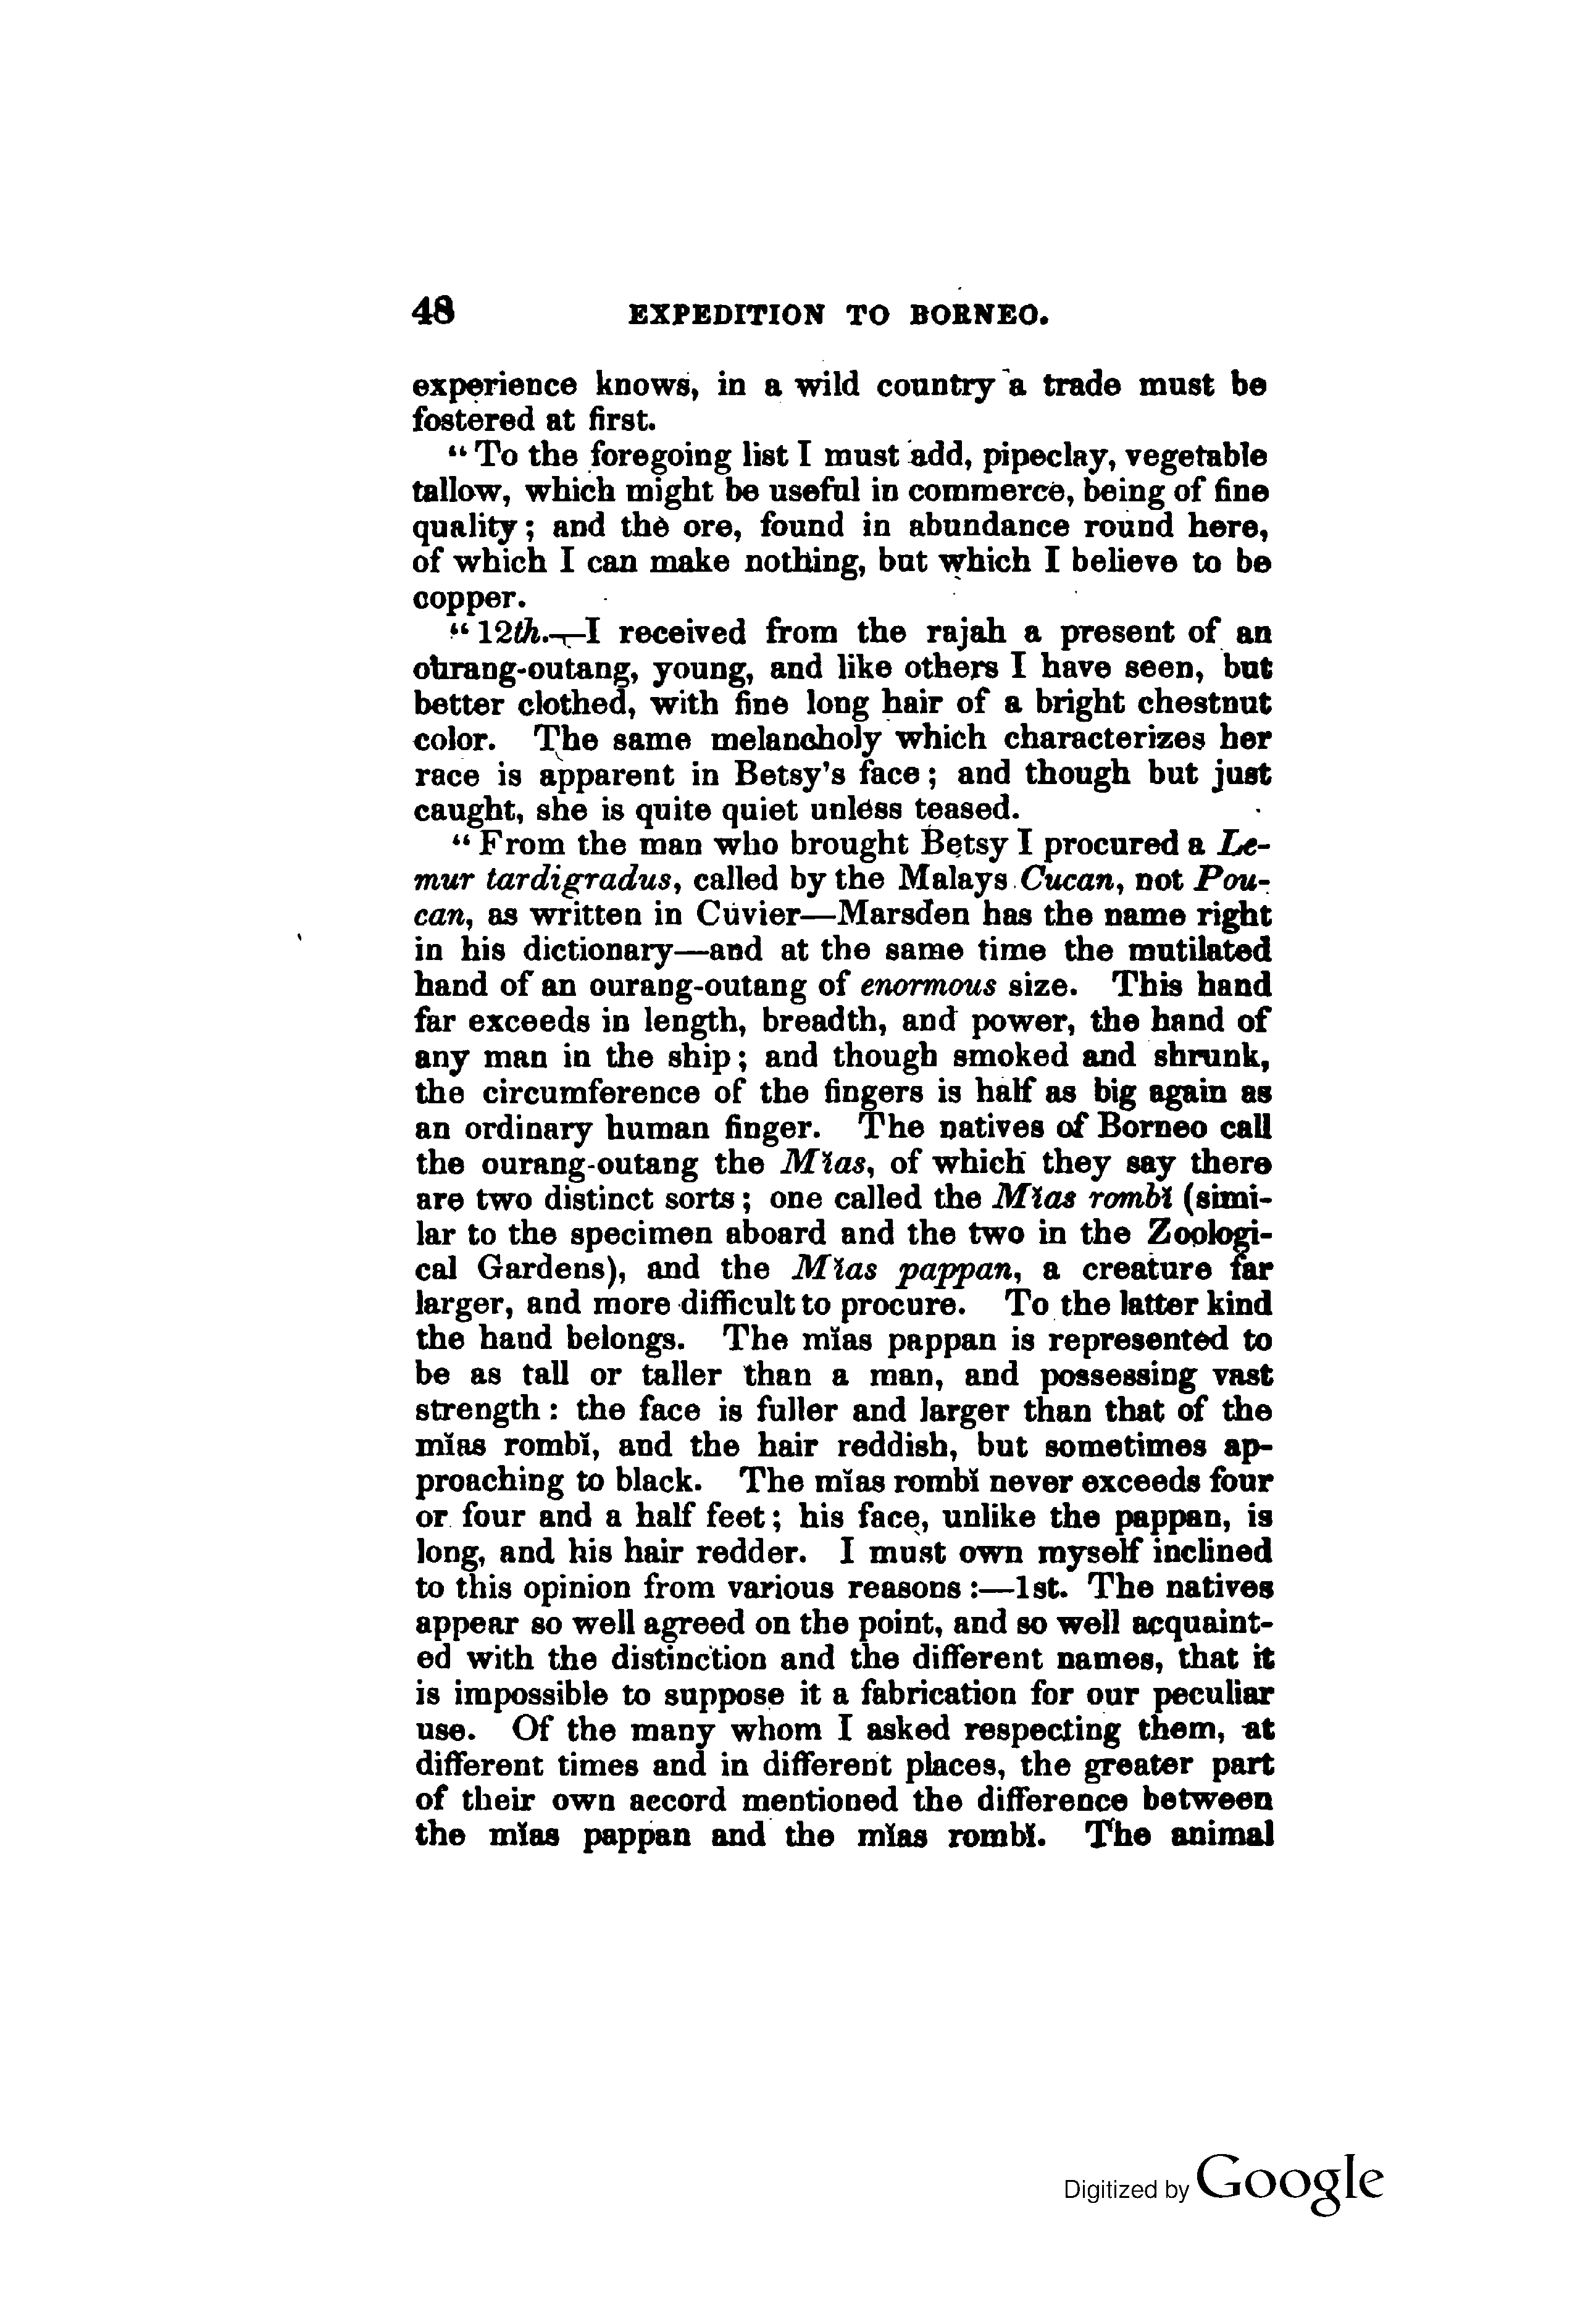 48 EXPEDITION TO BORNEO.
experience knows, in a wild country a trade must be
fostered at first.
“ To the foregoing list I must add, pipeclay, vegetable
tallow, which might be useful in commerce, being of fine
quality ; and the ore, found in abundance round here,
of which I can make nothing, but which I believe to be
copper.
“ 12th.—I received from the rajah a present of an
ourang-outang, young, and like others I have seen, but
better clothed, with fine long hair of a bright chestnut
color. The same melancholy which characterizes her
race is apparent in Betsy’s face ; and though but just
caught, she is quite quiet unless teased.
“ From the man who brought Betsy I procured a Le-
mur tardigradus, called by the Malays Cucan, not Pou-
can, as written in Cuvier—Marsden has the name right
in his dictionary—and at the same time the mutilated
hand of an ourang-outang of enormous size. This hand
far exceeds in length, breadth, and power, the hand of
any man in the ship ; and though smoked and shrunk,
the circumference of the fingers is half as big again as
an ordinary human finger. The natives of Borneo call
the ourang-outang the Mĭas, of which they say there
are two distinct sorts ; one called the Mĭas rombĭ (simi-
lar to the specimen aboard and the two in the Zoologi-
cal Gardens), and the Mĭas pappan, a creature far
larger, and more difficult to procure. To the latter kind
the hand belongs. The mĭas pappan is represented to
be as tall or taller than a man, and possessing vast
strength : the face is fuller and larger than that of the
mĭas rombĭ, and the hair reddish, but sometimes ap-
proaching to black. The mĭas rombĭ never exceeds four
or four and a half feet ; his face, unlike the pappan, is
long, and his hair redder. I must own myself inclined
to this opinion from various reasons :—1st. The natives
appear so well agreed on the point, and so well acquaint-
ed with the distinction and the different names, that it
is impossible to suppose it a fabrication for our peculiar
use. Of the many whom I asked respecting them, at
different times and in different places, the greater part
of their own accord mentioned the difference between
the mĭas pappan and the mĭas rombĭ. The animal
Digitized by Google